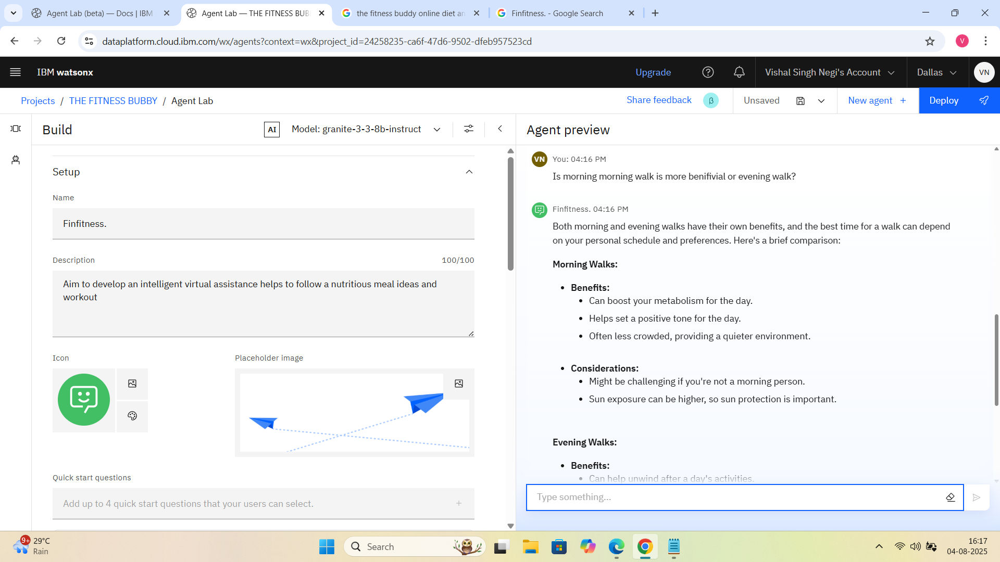 Agent Lab (beta) — Docs | IBM
Agent Lab — THE FITNESS BUB
the fitness buddy online diet an
Finfitness. - Google Search
dataplatform.cloud.ibm.com/wx/agents?context=wx&project_id=24258235-ca6f-47d6-9502-dfeb957523cd
V
IBM watsonx
Upgrade
Vishal Singh Negi's Account
Dallas
VN
Projects / THE FITNESS BUBBY / Agent Lab
Share feedback
β
Unsaved
New agent +
Deploy
Build
AI
Model: granite-3-3-8b-instruct
Agent preview
Setup
Name
Finfitness.
Description
100/100
Aim to develop an intelligent virtual assistance helps to follow a nutritious meal ideas and
workout
Icon
Placeholder image
Quick start questions
Add up to 4 quick start questions that your users can select.
VN
You: 04:16 PM
Is morning morning walk is more benifivial or evening walk?
Finfitness. 04:16 PM
Both morning and evening walks have their own benefits, and the best time for a walk can depend
on your personal schedule and preferences. Here's a brief comparison:
Morning Walks:
• Benefits:
• Can boost your metabolism for the day.
• Helps set a positive tone for the day.
• Often less crowded, providing a quieter environment.
• Considerations:
• Might be challenging if you're not a morning person.
• Sun exposure can be higher, so sun protection is important.
Evening Walks:
• Benefits:
• Can help unwind after a day's activities.
Type something...
9+
29°C
Rain
Search
16:17
04-08-2025